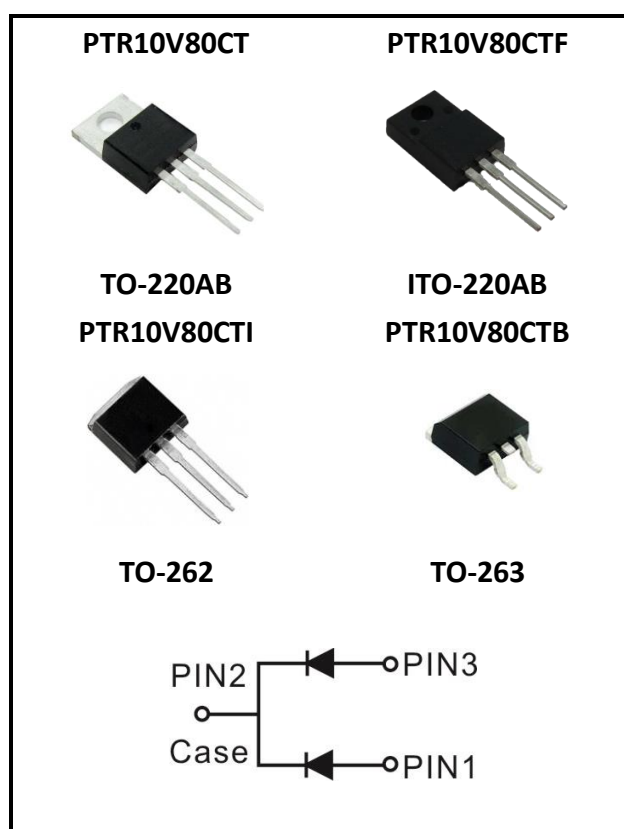 PTR10V80CT PTR10V80CTF
TO-220AB ITO-220AB
PTR10V80CTI PTR10V80CTB
TO-262 TO-263
PIN2 PIN3
Case PIN1